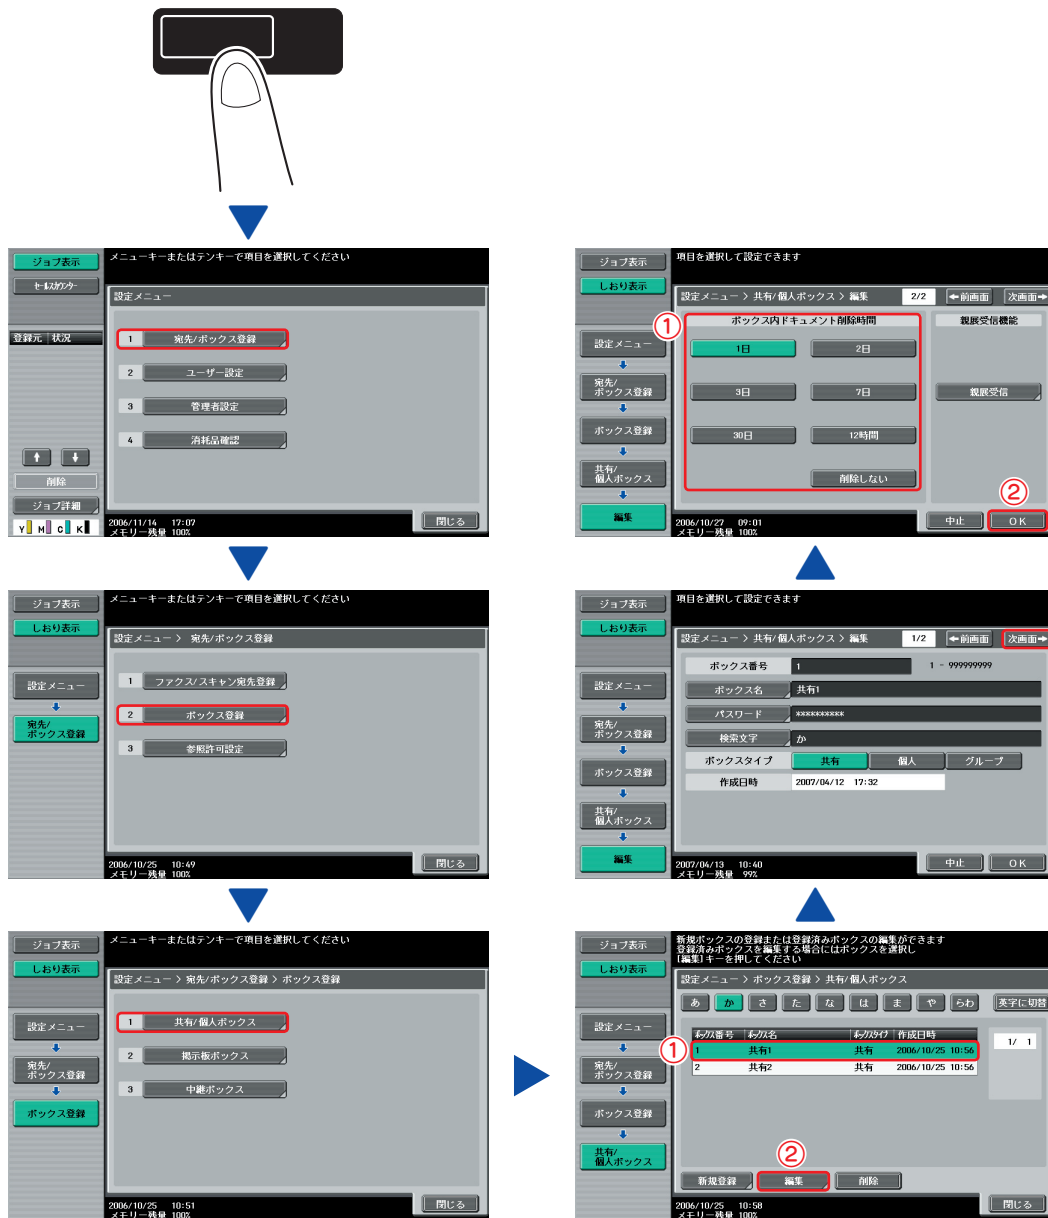 ジョブ表示
メニューキーまたはテンキーで項目を選択してください
セールスカウンター
設定メニュー
登録元 状況
1 宛先/ボックス登録
2 ユーザー設定
3 管理者設定
4 消耗品確認
削除
ジョブ詳細
Y M C K
2006/11/14 17:07
メモリー残量 100%
閉じる
ジョブ表示
メニューキーまたはテンキーで項目を選択してください
しおり表示
設定メニュー > 宛先/ボックス登録
設定メニュー
宛先/
ボックス登録
1 ファクス/スキャン宛先登録
2 ボックス登録
3 参照許可設定
2006/10/25 10:49
メモリー残量 100%
閉じる
ジョブ表示
メニューキーまたはテンキーで項目を選択してください
しおり表示
設定メニュー > 宛先/ボックス登録 > ボックス登録
設定メニュー
宛先/
ボックス登録
ボックス登録
1 共有/個人ボックス
2 掲示板ボックス
3 中継ボックス
2006/10/25 10:51
メモリー残量 100%
閉じる
ジョブ表示
新規ボックスの登録または登録済みボックスの編集ができます
登録済みボックスを編集する場合にはボックスを選択し
[編集]キーを押してください
しおり表示
設定メニュー > ボックス登録 > 共有/個人ボックス
あ か さ た な は ま や らわ 英字に切替
設定メニュー
宛先/
ボックス登録
ボックス登録
共有/
個人ボックス
①
ボックス番号 ボックス名 ボックスタイプ 作成日時
1 共有1 共有 2006/10/25 10:56
2 共有2 共有 2006/10/25 10:56
1/ 1
②
新規登録 編集 削除
2006/10/25 10:58
メモリー残量 100%
閉じる
ジョブ表示
項目を選択して設定できます
しおり表示
設定メニュー > 共有/個人ボックス > 編集 1/2 ←前画面 次画面→
設定メニュー
宛先/
ボックス登録
ボックス登録
共有/
個人ボックス
編集
ボックス番号 1 1 - 999999999
ボックス名 共有1
パスワード **********
検索文字 か
ボックスタイプ 共有 個人 グループ
作成日時 2007/04/12 17:32
2007/04/13 10:40
メモリー残量 99%
中止 OK
ジョブ表示
項目を選択して設定できます
しおり表示
設定メニュー > 共有/個人ボックス > 編集 2/2 ←前画面 次画面→
設定メニュー
宛先/
ボックス登録
ボックス登録
共有/
個人ボックス
編集
①
ボックス内ドキュメント削除時間
1日 2日
3日 7日
30日 12時間
削除しない
親展受信機能
親展受信
②
2006/10/27 09:01
メモリー残量 100%
中止 OK